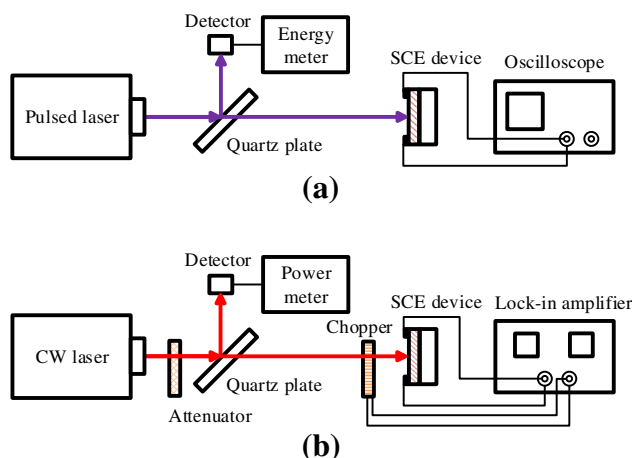 Detector
Energy
meter
SCE device
Oscilloscope
Pulsed laser
Quartz plate
(a)
Detector
Power
meter
SCE device
Lock-in amplifier
Chopper
CW laser
Quartz plate
Attenuator
(b)